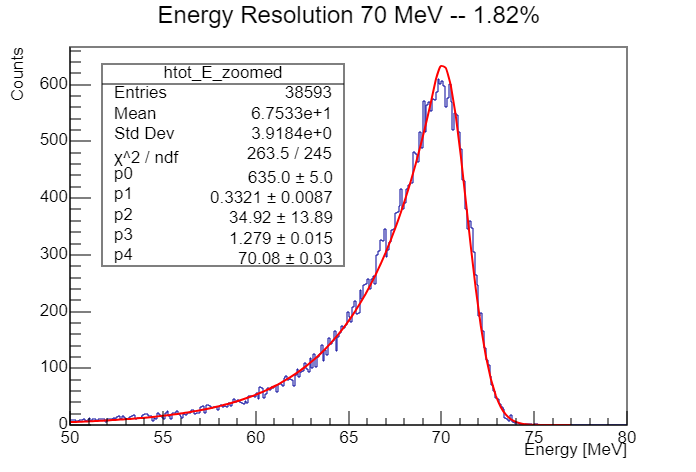 Energy Resolution 70 MeV -- 1.82%
Counts
htot_E_zoomed
Entries 38593
Mean 6.7533e+1
Std Dev 3.9184e+0
χ^2 / ndf 263.5 / 245
p0 635.0 ± 5.0
p1 0.3321 ± 0.0087
p2 34.92 ± 13.89
p3 1.279 ± 0.015
p4 70.08 ± 0.03
600
500
400
300
200
100
0
50 55 60 65 70 75 80
Energy [MeV]